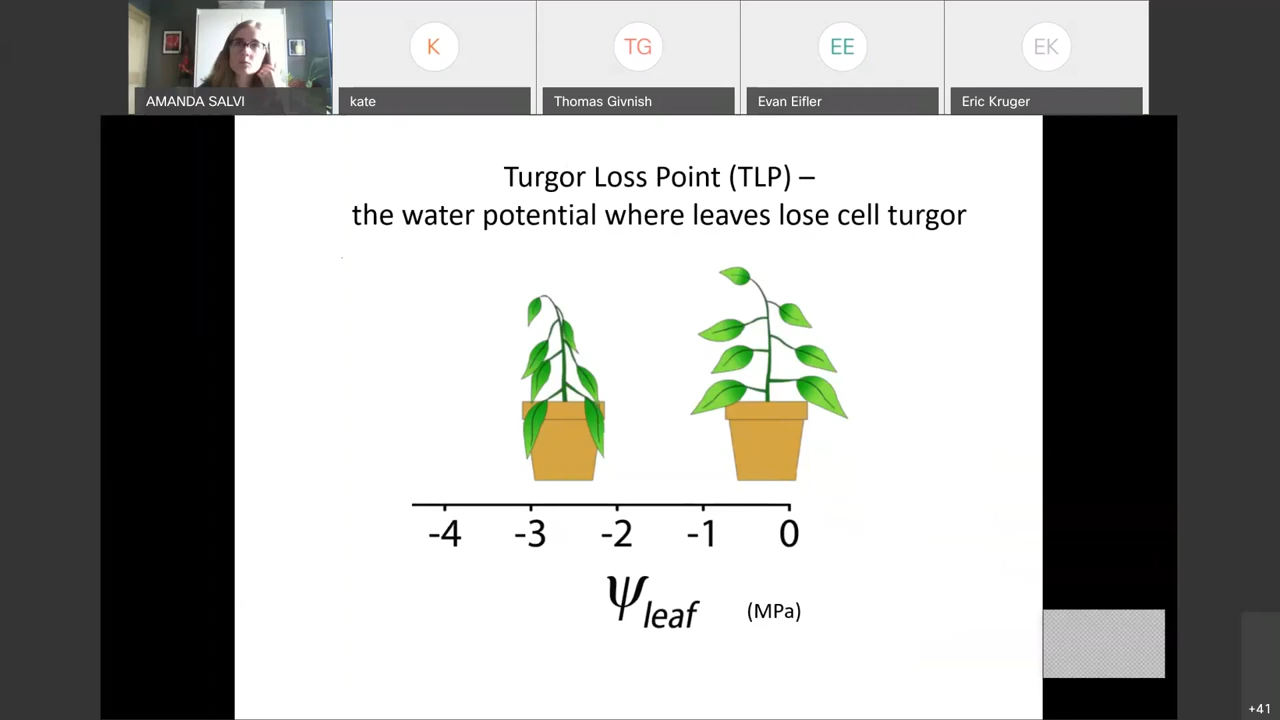 K
TG
EE
EK
AMANDA SALVI
kate
Thomas Givnish
Evan Eifler
Eric Kruger
Turgor Loss Point (TLP) –
the water potential where leaves lose cell turgor
-4 -3 -2 -1 0
ψleaf (MPa)
+41